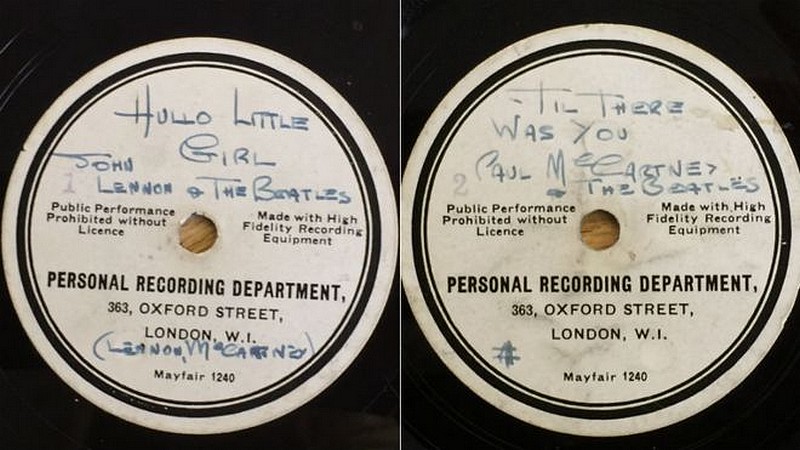 HULLO LITTLE
GIRL
JOHN
1 LENNON & THE BEATLES
Public Performance
Prohibited without
Licence
Made with High
Fidelity Recording
Equipment
PERSONAL RECORDING DEPARTMENT,
363, OXFORD STREET,
LONDON, W.I.
(LENNON, McCARTNEY)
Mayfair 1240
'TIL THERE
WAS YOU
PAUL McCARTNEY
2 & THE BEATLES
Public Performance
Prohibited without
Licence
Made with High
Fidelity Recording
Equipment
PERSONAL RECORDING DEPARTMENT,
363, OXFORD STREET,
LONDON, W.I.
Mayfair 1240